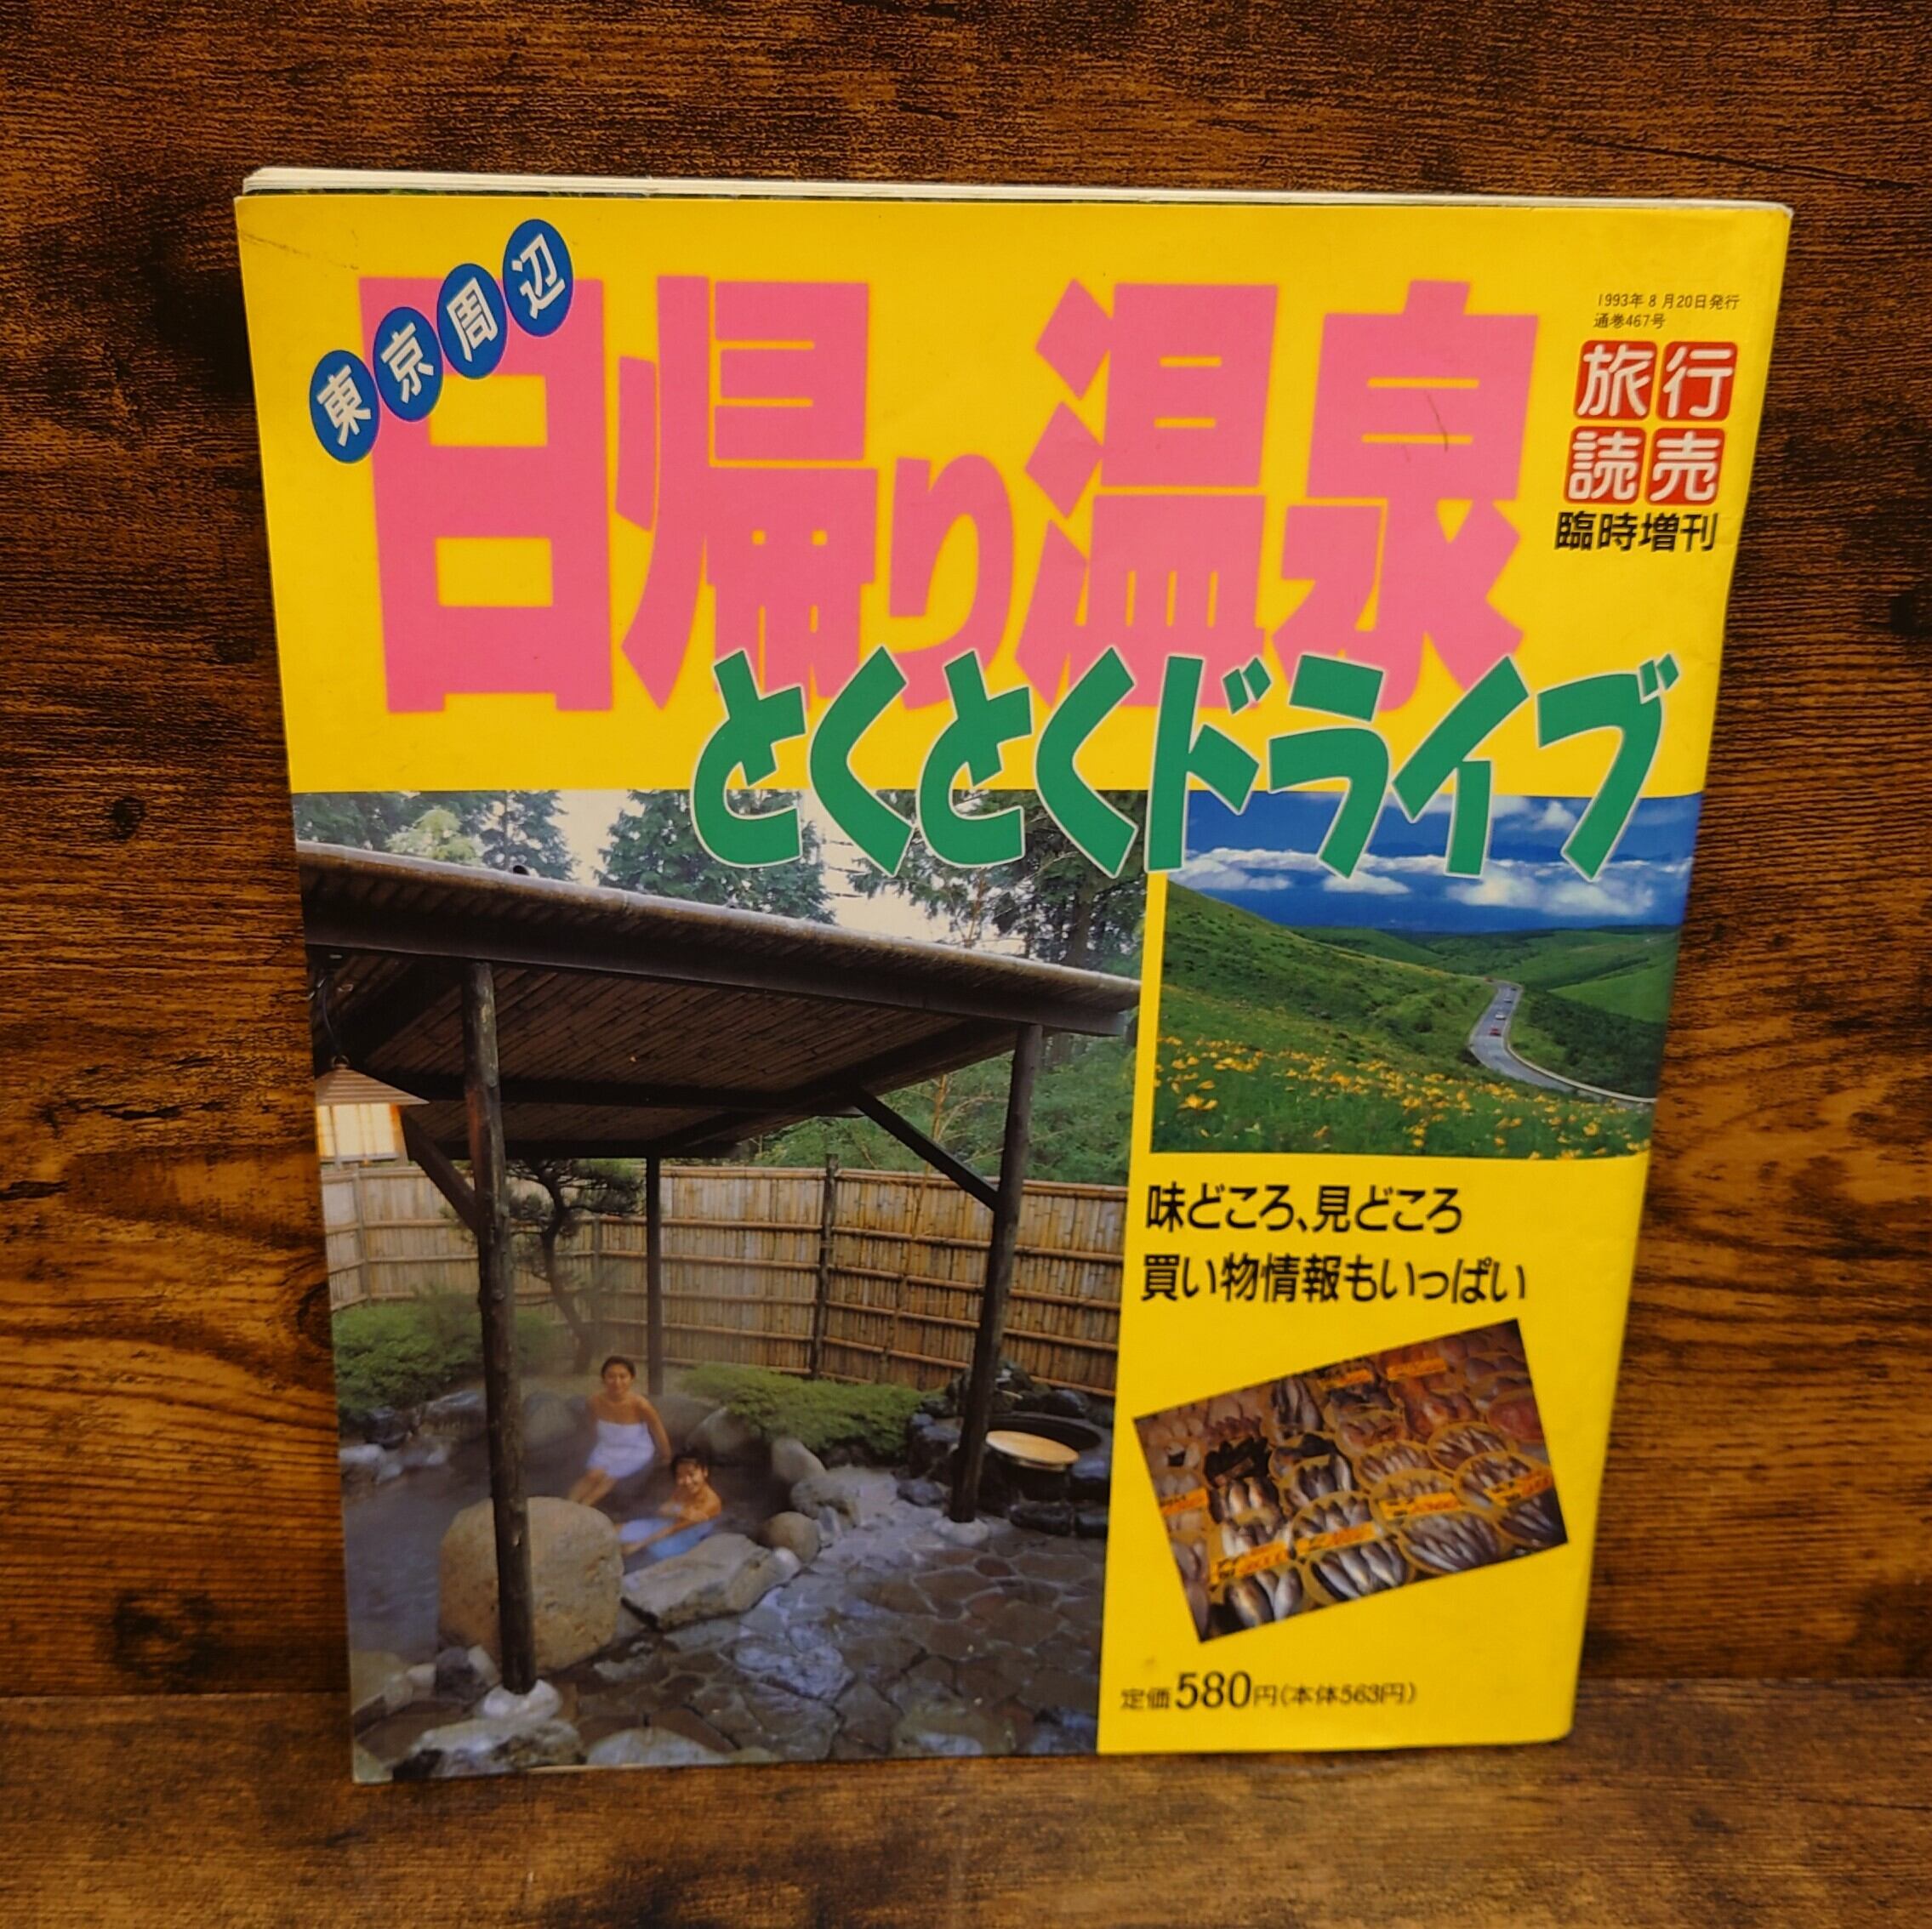 東京周辺
日帰り温泉
とくとくドライブ
1993年8月20日発行
通巻467号
旅行
読売
臨時増刊
味どころ、見どころ
買い物情報もいっぱい
定価580円(本体563円)